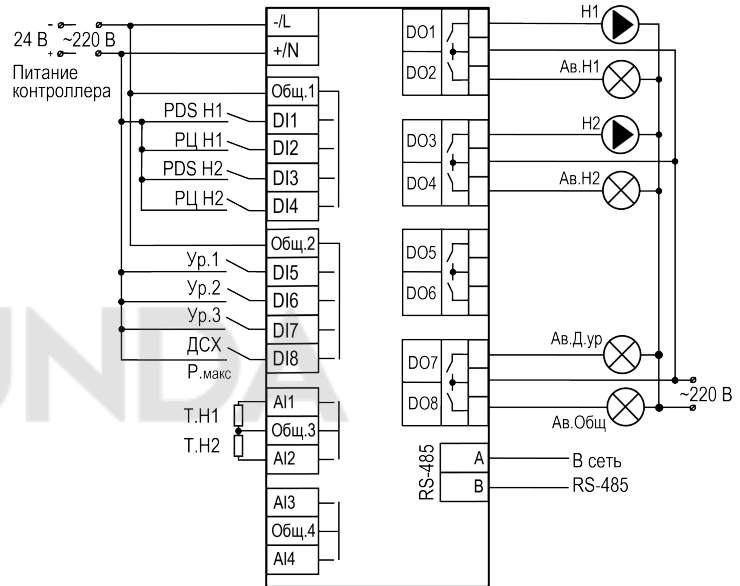 24 В
~220 В
Питание
контроллера
-/L
+/N
Общ.1
PDS Н1
DI1
РЦ Н1
DI2
PDS Н2
DI3
РЦ Н2
DI4
Общ.2
Ур.1
DI5
Ур.2
DI6
Ур.3
DI7
ДСХ
DI8
Р.макс
AI1
Т.Н1
Общ.3
Т.Н2
AI2
AI3
Общ.4
AI4
Н1
DO1
Ав.Н1
DO2
Н2
DO3
Ав.Н2
DO4
DO5
DO6
Ав.Д.ур
DO7
~220 В
DO8
Ав.Общ
RS-485
A
В сеть
B
RS-485
UNDA